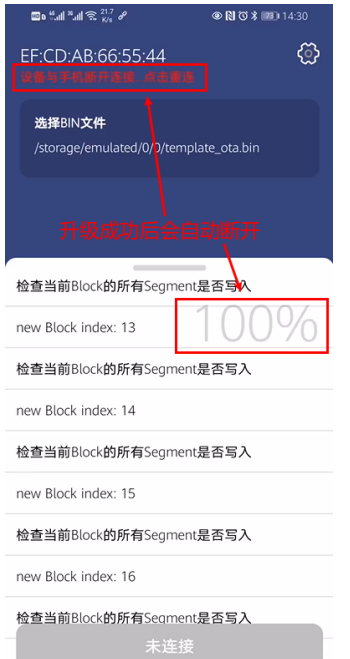 21.7
K/s
14:30
EF:CD:AB:66:55:44
设备与手机断开连接...点击重连
选择BIN文件
/storage/emulated/0/0/template_ota.bin
升级成功后会自动断开
检查当前Block的所有Segment是否写入
100%
new Block index: 13
检查当前Block的所有Segment是否写入
new Block index: 14
检查当前Block的所有Segment是否写入
new Block index: 15
检查当前Block的所有Segment是否写入
new Block index: 16
检查当前Block的所有Segment是否写入
未连接